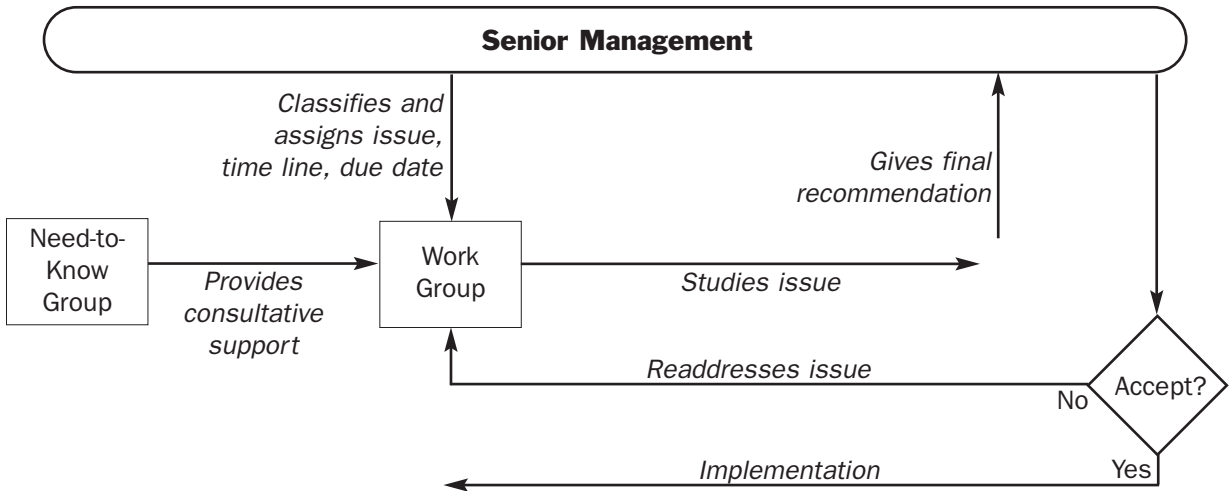 Senior Management
Classifies and
assigns issue,
time line, due date
Gives final
recommendation
Need-to-
Know
Group
Provides
consultative
support
Work
Group
Studies issue
Readdresses issue
Accept?
No
Yes
Implementation